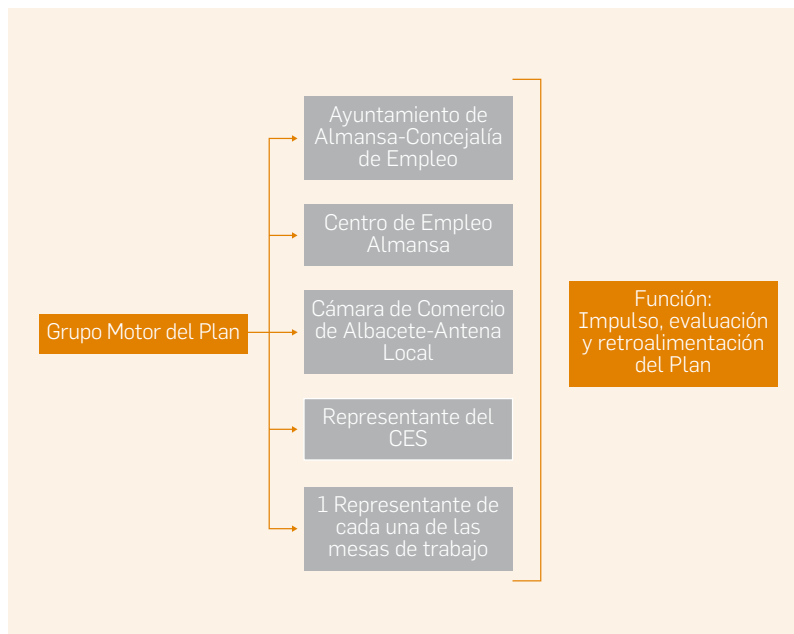 Ayuntamiento de
Almansa-Concejalía
de Empleo
Centro de Empleo
Almansa
Grupo Motor del Plan
Cámara de Comercio
de Albacete-Antena
Local
Representante del
CES
1 Representante de
cada una de las
mesas de trabajo
Función:
Impulso, evaluación
y retroalimentación
del Plan